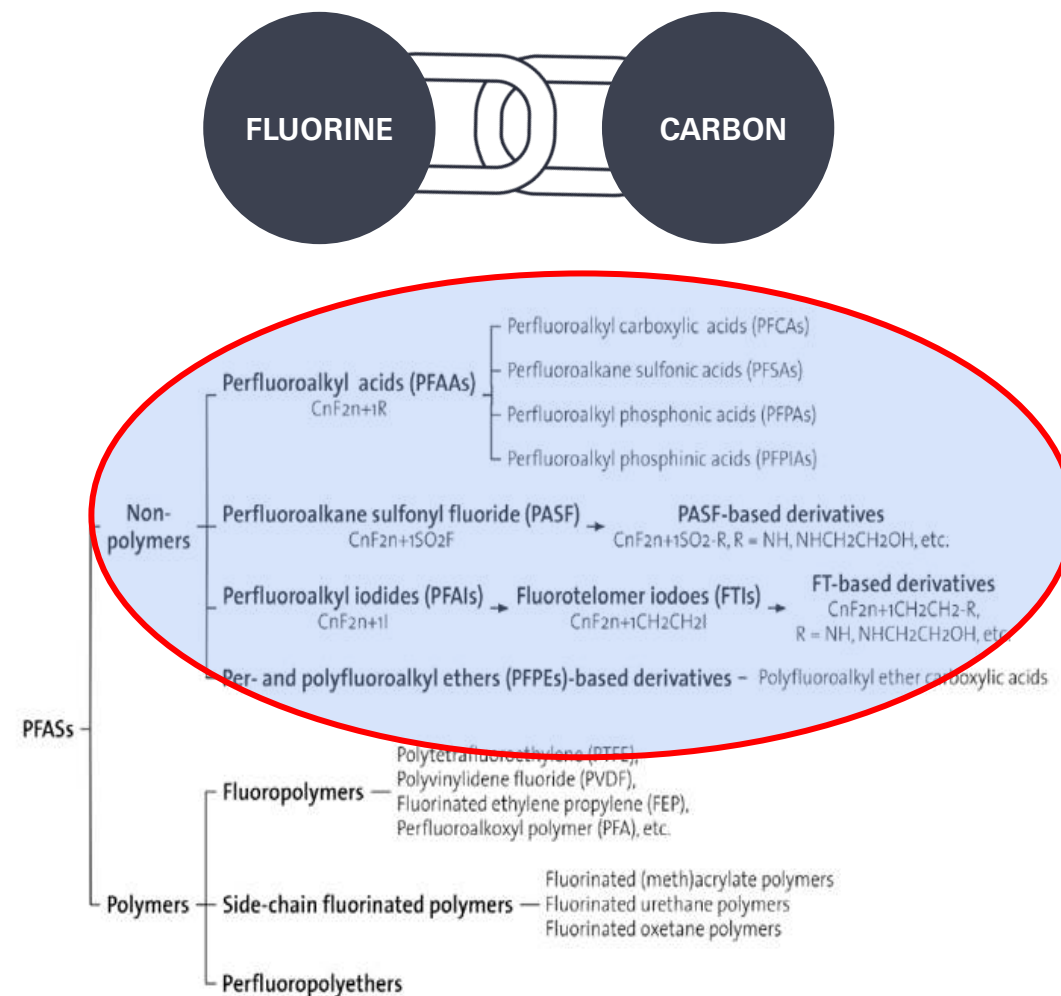 FLUORINE
CARBON
Perfluoroalkyl carboxylic acids (PFCAs)
Perfluoroalkane sulfonic acids (PFSAs)
Perfluoroalkyl acids (PFAAs)
CnF2n+1R
Perfluoroalkyl phosphonic acids (PFPAs)
Perfluoroalkyl phosphinic acids (PFPIAs)
Non-
polymers
Perfluoroalkane sulfonyl fluoride (PASF)
CnF2n+1SO2F
PASF-based derivatives
CnF2n+1SO2-R, R = NH, NHCH2CH2OH, etc.
Perfluoroalkyl iodides (PFAIs)
CnF2n+1I
Fluorotelomer iodoes (FTIs)
CnF2n+1CH2CH2I
FT-based derivatives
CnF2n+1CH2CH2-R,
R = NH, NHCH2CH2OH, etc.
Per- and polyfluoroalkyl ethers (PFPEs)-based derivatives
Polyfluoroalkyl ether carboxylic acids
PFASs
Polytetrafluoroethylene (PTFE),
Polyvinylidene fluoride (PVDF),
Fluoropolymers
Fluorinated ethylene propylene (FEP),
Perfluoroalkoxyl polymer (PFA), etc.
Polymers
Side-chain fluorinated polymers
Fluorinated (meth)acrylate polymers
Fluorinated urethane polymers
Fluorinated oxetane polymers
Perfluoropolyethers